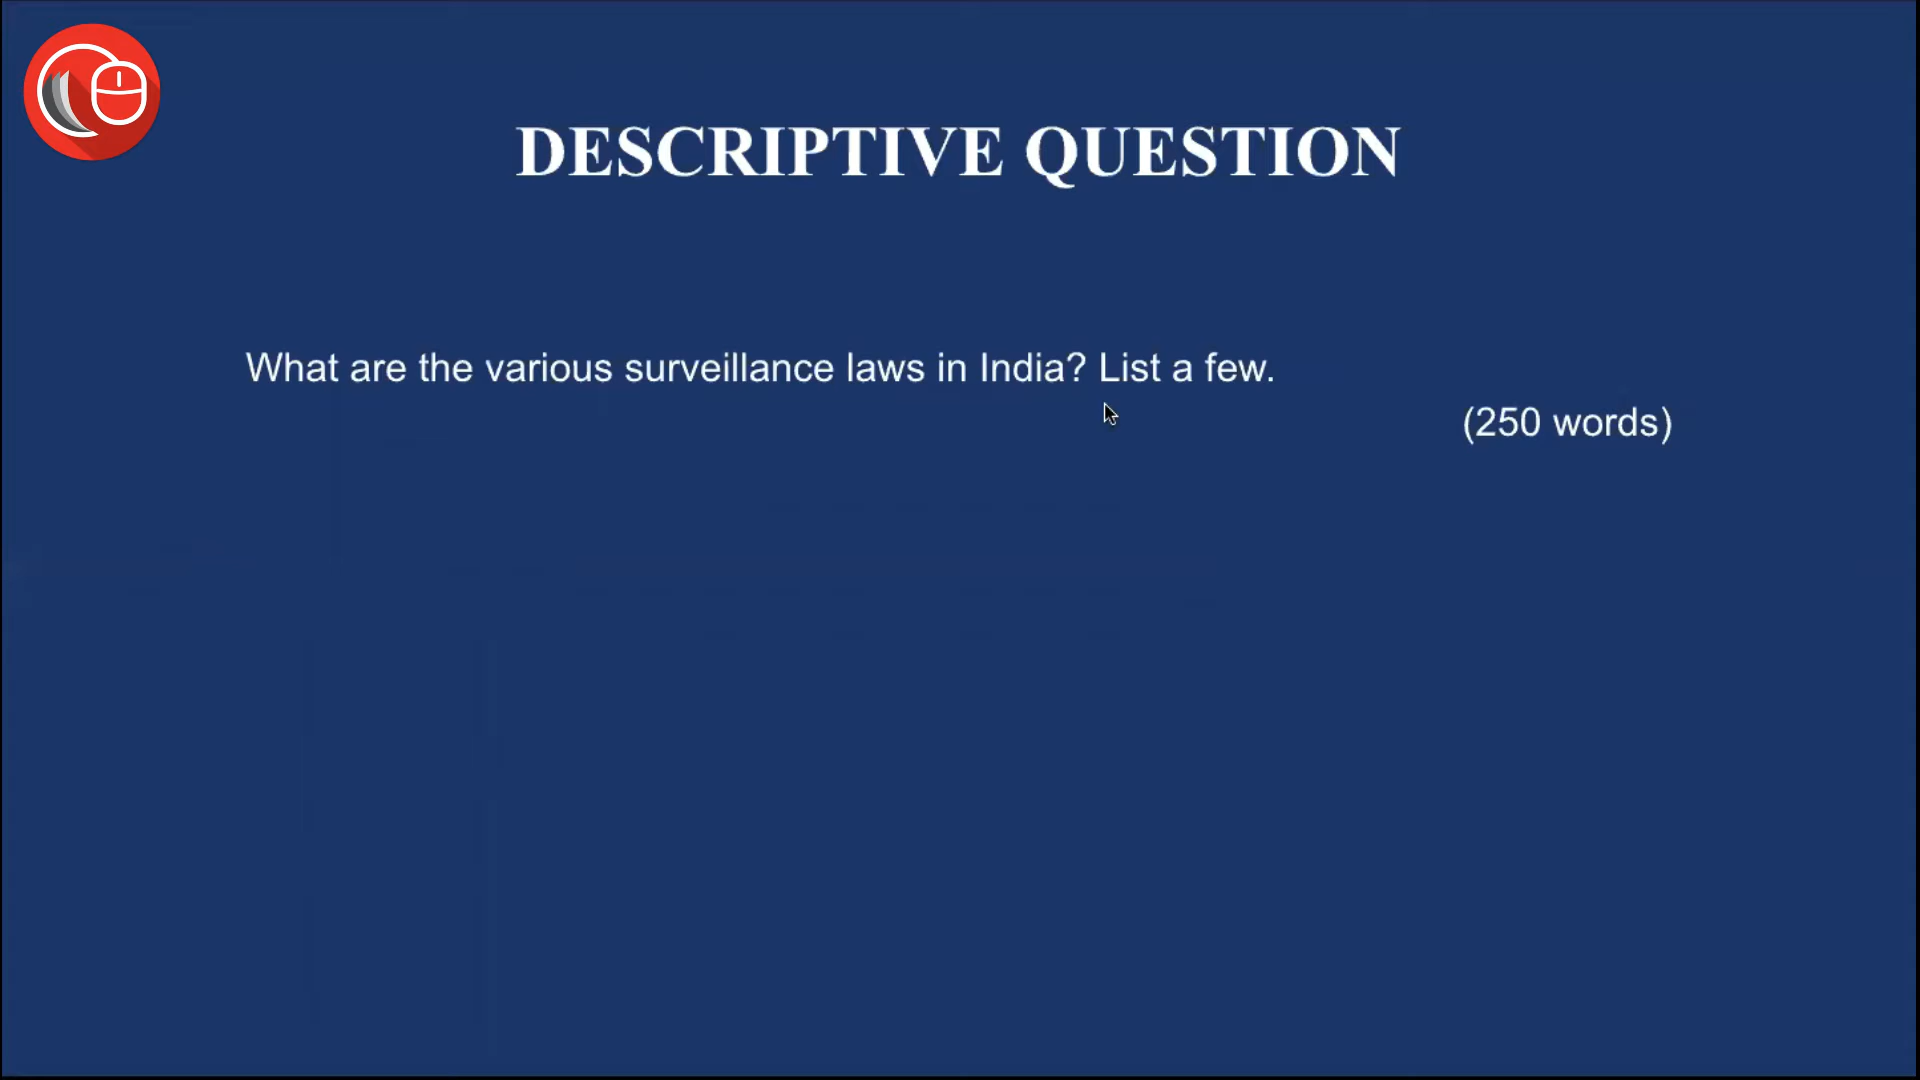 DESCRIPTIVE QUESTION
What are the various surveillance laws in India? List a few.
(250 words)